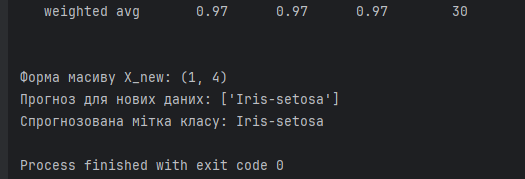 weighted avg 0.97 0.97 0.97 30
Форма масиву X_new: (1, 4)
Прогноз для нових даних: ['Iris-setosa']
Спрогнозована мітка класу: Iris-setosa
Process finished with exit code 0